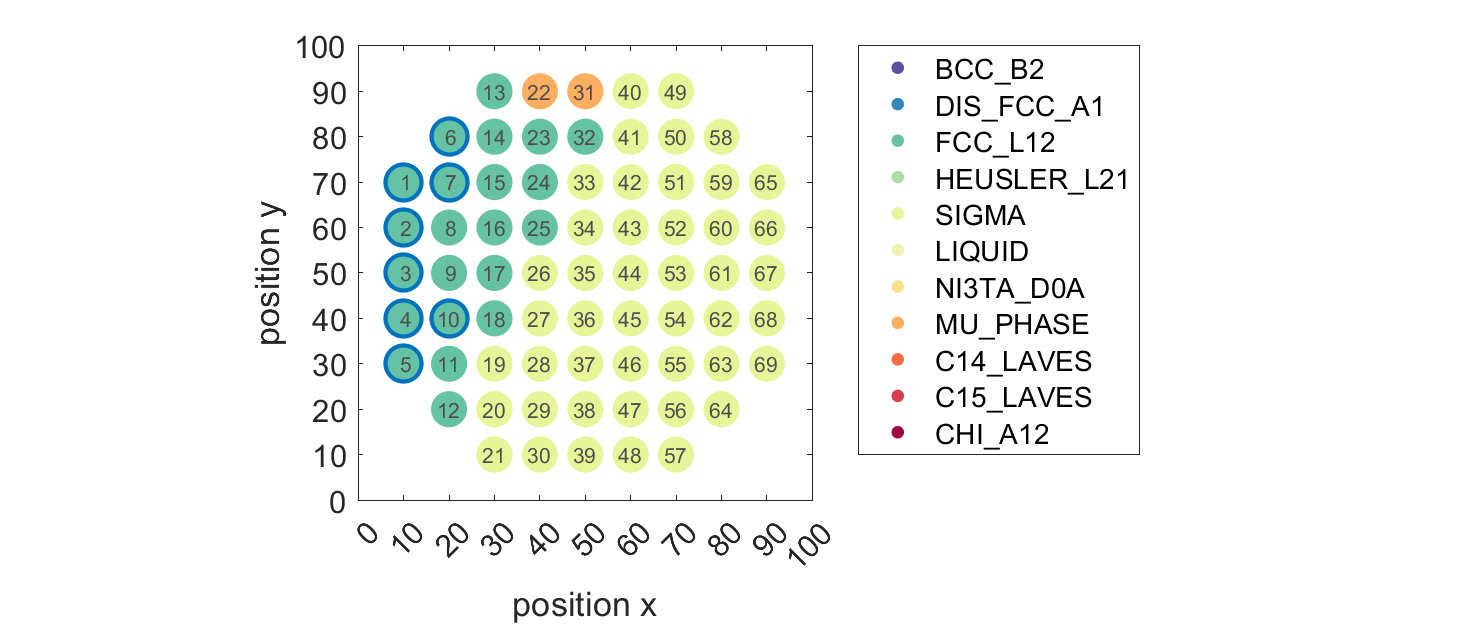 100
90
80
70
60
50
40
30
20
10
0
position y
13 22 31 40 49
6 14 23 32 41 50 58
1 7 15 24 33 42 51 59 65
2 8 16 25 34 43 52 60 66
3 9 17 26 35 44 53 61 67
4 10 18 27 36 45 54 62 68
5 11 19 28 37 46 55 63 69
12 20 29 38 47 56 64
21 30 39 48 57
0 10 20 30 40 50 60 70 80 90 100
position x
BCC_B2
DIS_FCC_A1
FCC_L12
HEUSLER_L21
SIGMA
LIQUID
NI3TA_D0A
MU_PHASE
C14_LAVES
C15_LAVES
CHI_A12